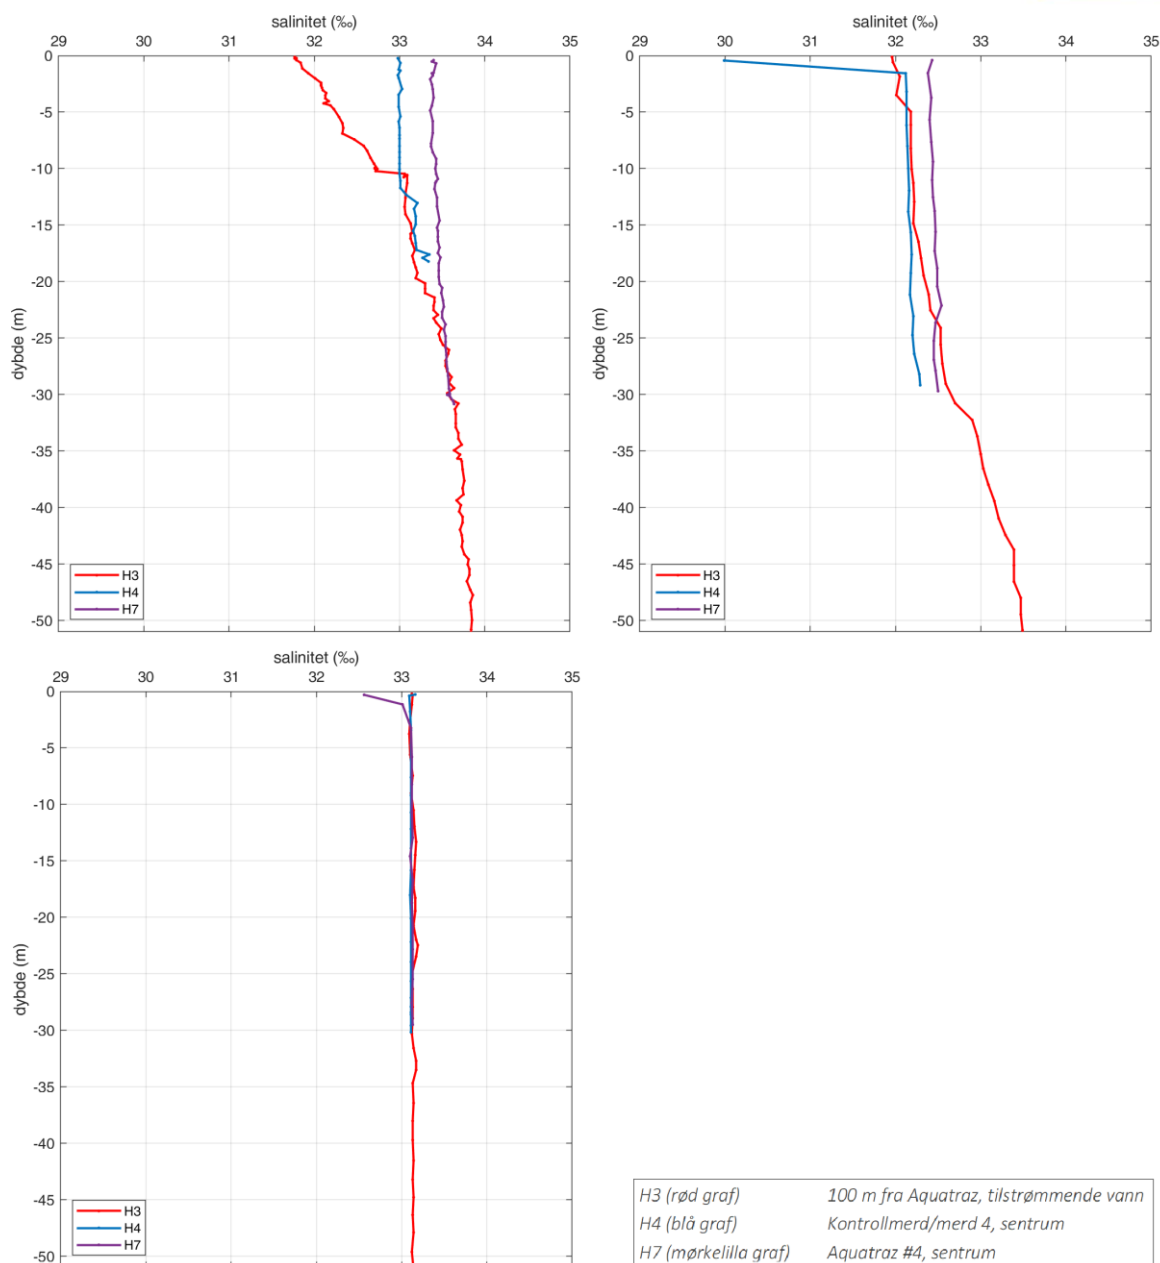 salinitet (‰)
29 30 31 32 33 34 35
0
-5
-10
-15
-20
-25
-30
-35
-40
-45
-50
dybde (m)
H3
H4
H7
salinitet (‰)
29 30 31 32 33 34 35
0
-5
-10
-15
-20
-25
-30
-35
-40
-45
-50
dybde (m)
H3
H4
H7
salinitet (‰)
29 30 31 32 33 34 35
0
-5
-10
-15
-20
-25
-30
-35
-40
-45
-50
dybde (m)
H3
H4
H7
H3 (rød graf) 100 m fra Aquatraz, tilstrømmende vann
H4 (blå graf) Kontrollmerd/merd 4, sentrum
H7 (mørkelilla graf) Aquatraz #4, sentrum